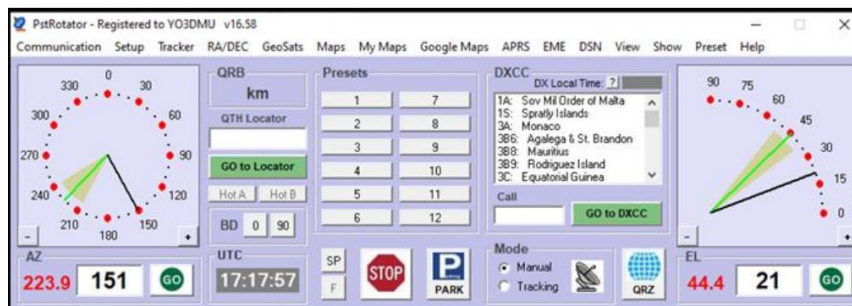 PstRotator - Registered to YO3DMU v16.58
Communication Setup Tracker RA/DEC GeoSats Maps My Maps Google Maps APRS EME DSN View Show Preset Help
0
30
60
90
120
150
180
210
240
270
300
330
-
+
AZ
223.9 151 GO
QRB
km
QTH Locator
GO to Locator
Hot A Hot B
BD 0 90
UTC
17:17:57
Presets
1 7
2 8
3 9
4 10
5 11
6 12
SP
F
STOP
P
PARK
DXCC
DX Local Time: ?
1A: Sov Mil Order of Malta
1S: Spratly Islands
3A: Monaco
3B6: Agalega & St. Brandon
3B8: Mauritius
3B9: Rodriguez Island
3C: Equatorial Guinea
Call
GO to DXCC
Mode
Manual
Tracking
QRZ
90
75
60
45
30
15
0
-
+
EL
44.4 21 GO